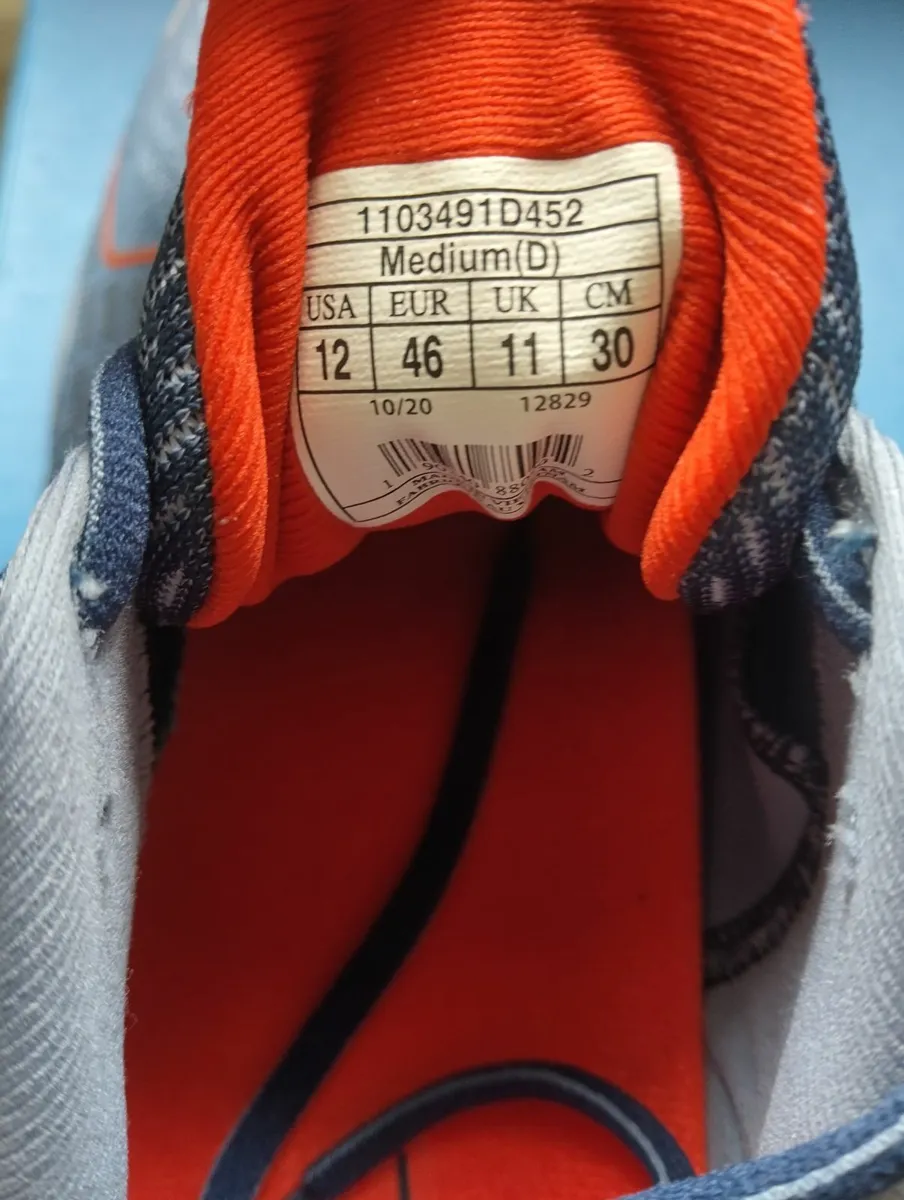 1103491D452
Medium(D)
USA EUR UK CM
12 46 11 30
10/20 12829